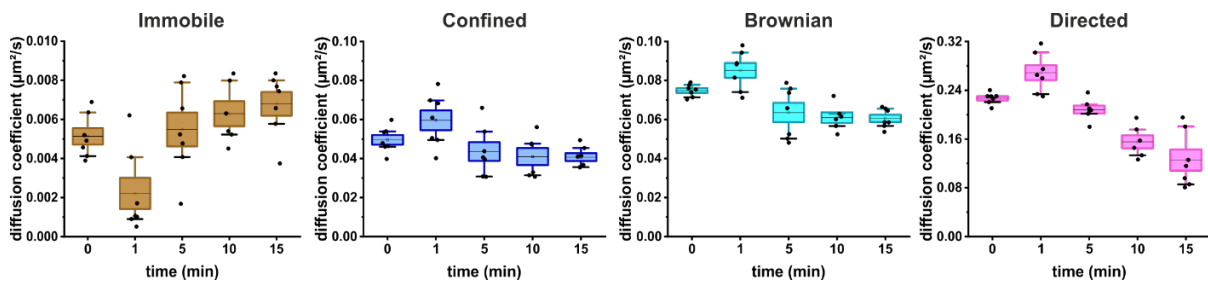 Immobile
diffusion coefficient (μm²/s)
0.010
0.008
0.006
0.004
0.002
0.000
0 1 5 10 15
time (min)
Confined
diffusion coefficient (μm²/s)
0.10
0.08
0.06
0.04
0.02
0.00
0 1 5 10 15
time (min)
Brownian
diffusion coefficient (μm²/s)
0.10
0.08
0.06
0.04
0.02
0.00
0 1 5 10 15
time (min)
Directed
diffusion coefficient (μm²/s)
0.32
0.24
0.16
0.08
0.00
0 1 5 10 15
time (min)